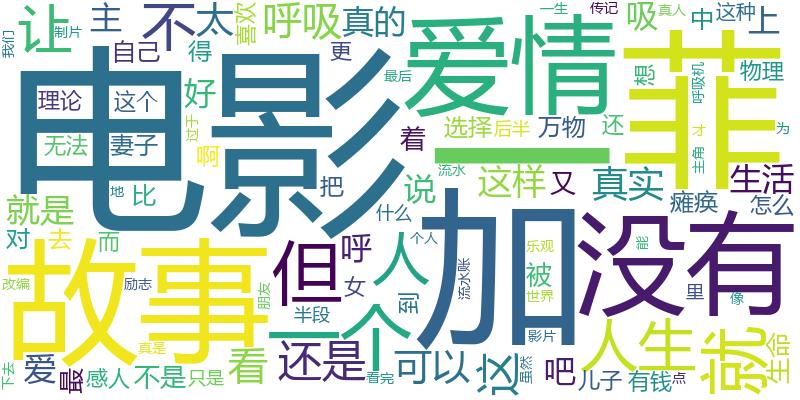 我们
制片
让
主
不
太
喜欢
呼吸
真的
一生
传记
吸
真人
中
这种
上
自己
得
更
最后
爱情
想
呼吸机
物理
菲
电影
理论
这个
无法
妻子
好
过于
啊
着
选择
后半
万物
还
才
主角
为
一
地
比
把
流水
说
这样
又
真实
瘫痪
生活
怎么
就是
对
去
而
但
呼
女
人
到
什么
个人
流水账
加
乐观
被
世界
能
没有
里
像
改编
故事
励志
朋友
半段
一个
影片
人生
就
生命
真是
下去
爱
最
感人
不是
只是
看
还是
看完
可以
这
虽然
吧
儿子
有钱
点